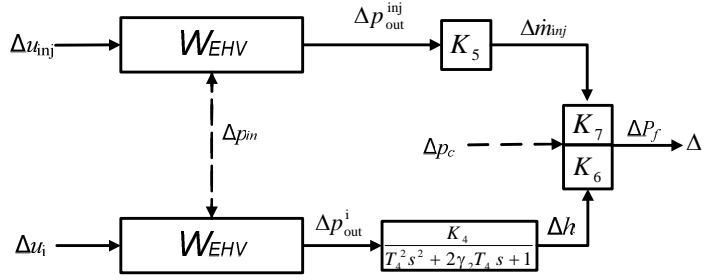 Δu_inj W_EHV Δp_out^inj K_5 Δṁ_inj
Δp_in Δp_c K_7 ΔP_f Δ
K_6
Δu_i W_EHV Δp_out^i K_4 / (T_4^2 s^2 + 2γ_2 T_4 s + 1) Δh